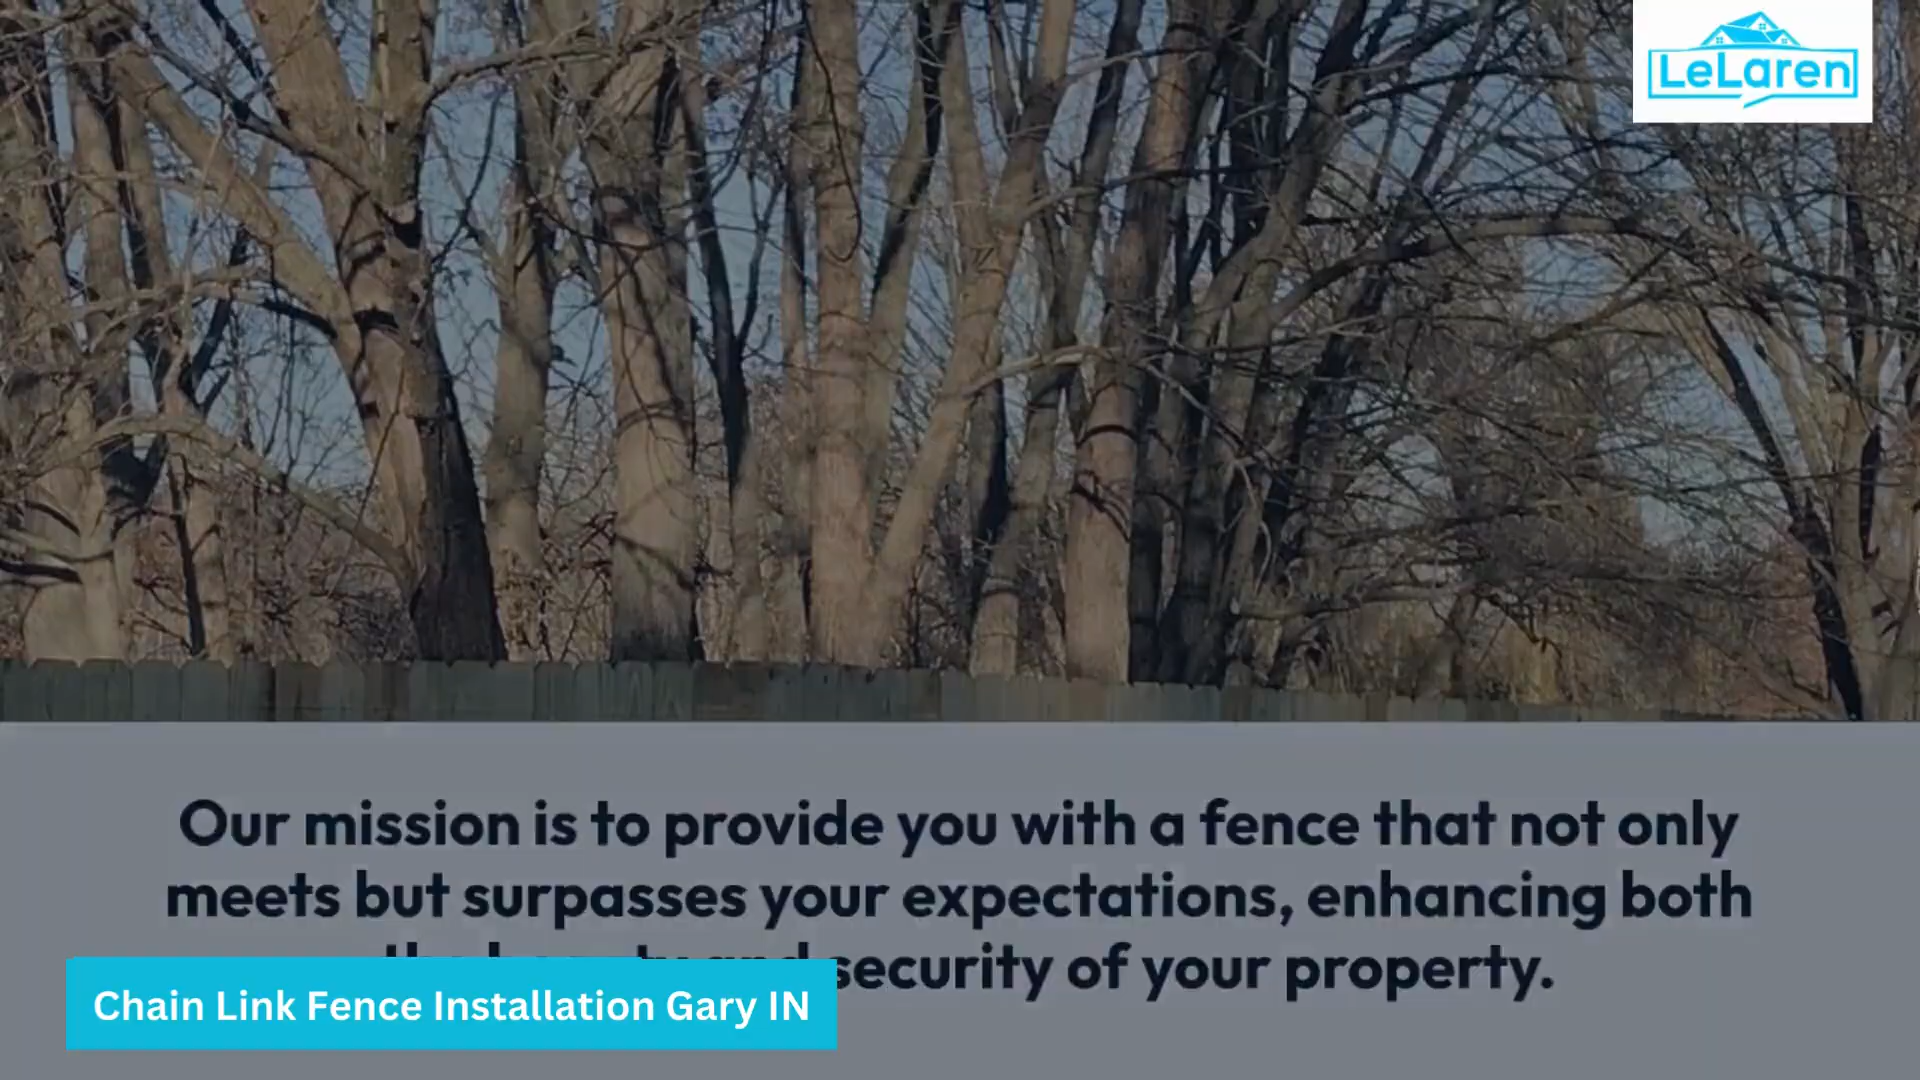 LeLaren
Our mission is to provide you with a fence that not only
meets but surpasses your expectations, enhancing both
security of your property.
Chain Link Fence Installation Gary IN